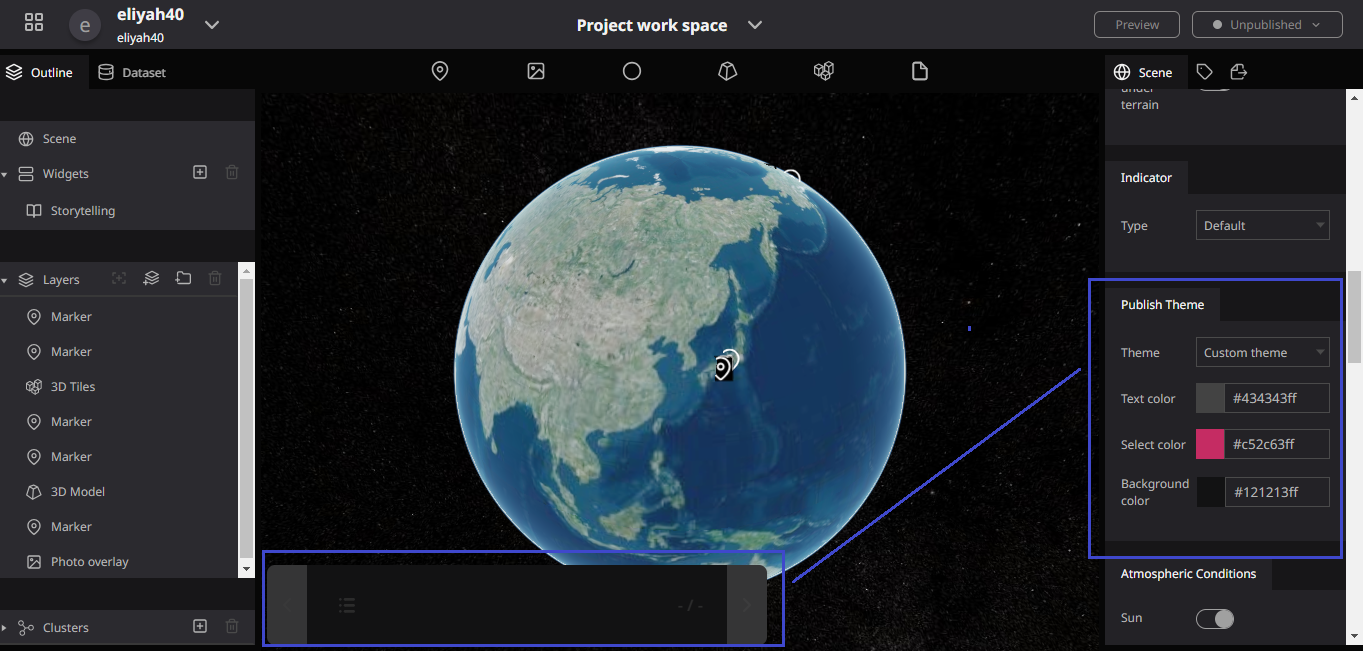 e
eliyah40
eliyah40
Project work space
Preview
Unpublished
Outline
Dataset
Scene
under
terrain
Scene
Widgets
Storytelling
Layers
Marker
Marker
3D Tiles
Marker
Marker
3D Model
Marker
Photo overlay
Clusters
- / -
Indicator
Type
Default
Publish Theme
Theme
Custom theme
Text color
#434343ff
Select color
#c52c63ff
Background
color
#121213ff
Atmospheric Conditions
Sun